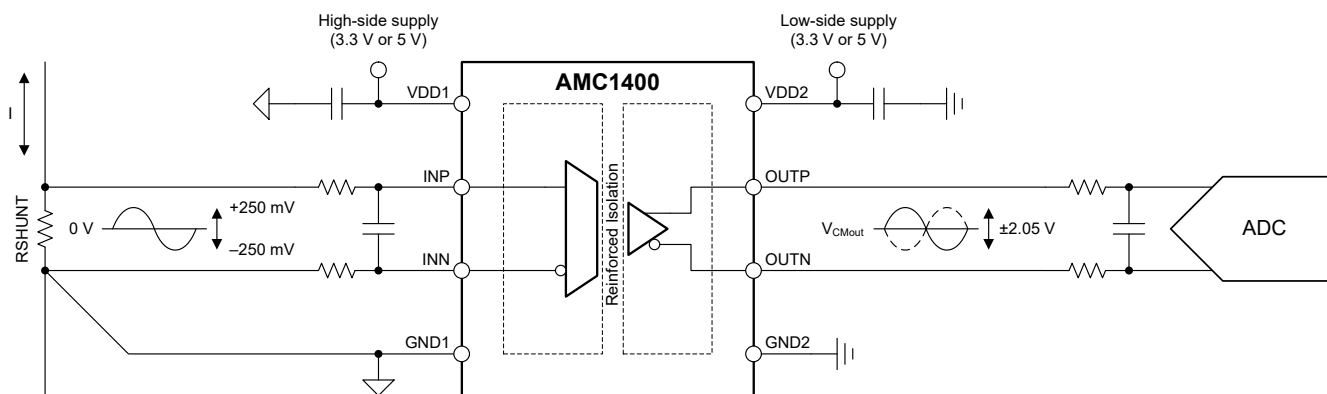 High-side supply
(3.3 V or 5 V)
Low-side supply
(3.3 V or 5 V)
AMC1400
VDD1
VDD2
I
INP
OUTP
RSHUNT
0 V
+250 mV
–250 mV
Reinforced Isolation
VCMout
±2.05 V
ADC
INN
OUTN
GND1
GND2